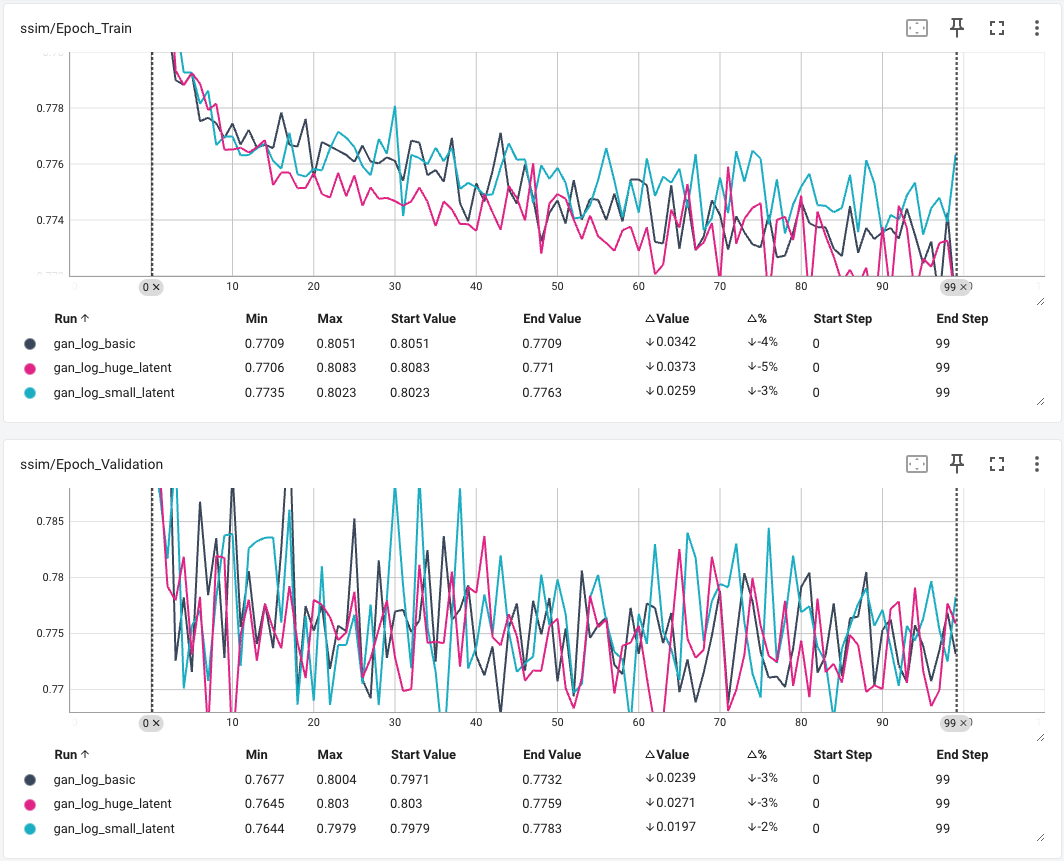 ssim/Epoch_Train
0.778
0.776
0.774
0 × 10 20 30 40 50 60 70 80 90 99 ×
Run ↑ Min Max Start Value End Value △Value △% Start Step End Step
gan_log_basic 0.7709 0.8051 0.8051 0.7709 ↓0.0342 ↓-4% 0 99
gan_log_huge_latent 0.7706 0.8083 0.8083 0.771 ↓0.0373 ↓-5% 0 99
gan_log_small_latent 0.7735 0.8023 0.8023 0.7763 ↓0.0259 ↓-3% 0 99
ssim/Epoch_Validation
0.785
0.78
0.775
0.77
0 × 10 20 30 40 50 60 70 80 90 99 ×
Run ↑ Min Max Start Value End Value △Value △% Start Step End Step
gan_log_basic 0.7677 0.8004 0.7971 0.7732 ↓0.0239 ↓-3% 0 99
gan_log_huge_latent 0.7645 0.803 0.803 0.7759 ↓0.0271 ↓-3% 0 99
gan_log_small_latent 0.7644 0.7979 0.7979 0.7783 ↓0.0197 ↓-2% 0 99